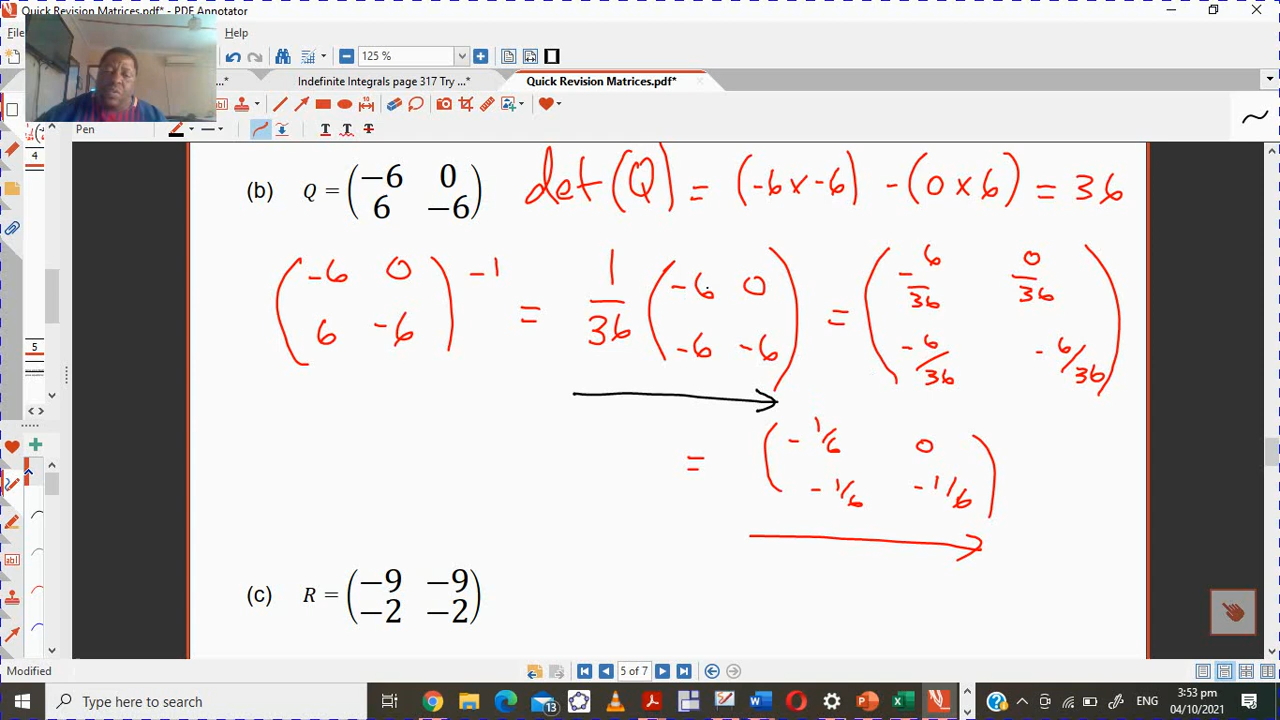 Quick Revision Matrices.pdf* - PDF Annotator
Help
125 %
Indefinite Integrals page 317 Try ...*
Quick Revision Matrices.pdf*
Pen
4
5
(b) Q = (−6 0
6 −6)
det(Q) = (-6 x -6) - (0 x 6) = 36
(-6 0
6 -6) -1
= 1/36 (-6 0
-6 -6)
= (-6/36 0/36
-6/36 -6/36)
= (-1/6 0
-1/6 -1/6)
(c) R = (−9 −9
−2 −2)
Modified
5 of 7
Type here to search
13
ENG
3:53 pm
04/10/2021